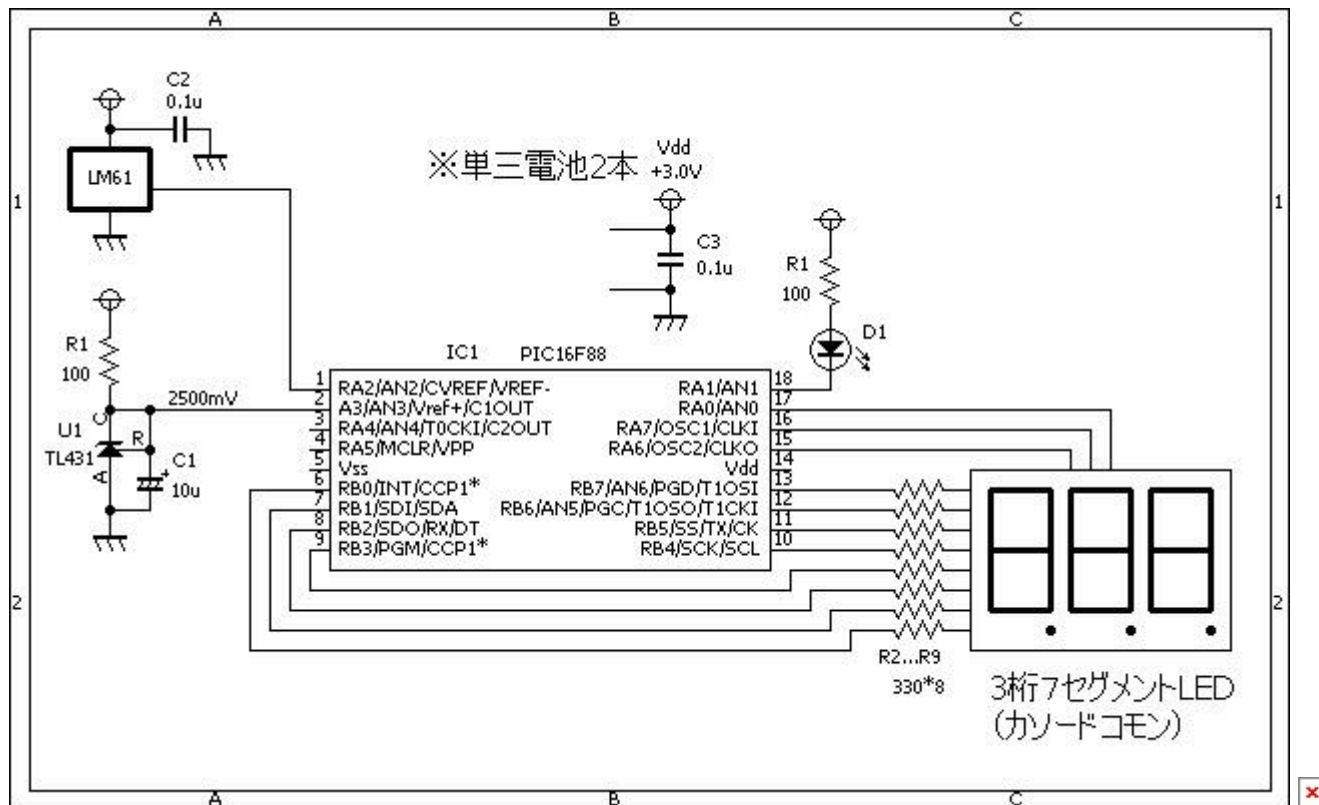 A
B
C
C2
0.1u
LM61
※単三電池2本
Vdd
+3.0V
C3
0.1u
1
1
R1
100
D1
R1
100
2500mV
C
U1
R
TL431
A
C1
+
10u
IC1
PIC16F88
1
RA2/AN2/CVREF/VREF-
2
A3/AN3/Vref+/C1OUT
3
RA4/AN4/T0CKI/C2OUT
4
RA5/MCLR/VPP
5
Vss
6
RB0/INT/CCP1*
7
RB1/SDI/SDA
8
RB2/SDO/RX/DT
9
RB3/PGM/CCP1*
18
RA1/AN1
17
RA0/AN0
16
RA7/OSC1/CLKI
15
RA6/OSC2/CLKO
14
Vdd
13
RB7/AN6/PGD/T1OSI
12
RB6/AN5/PGC/T1OSO/T1CKI
11
RB5/SS/TX/CK
10
RB4/SCK/SCL
2
2
R2...R9
330*8
3桁7セグメントLED
(カソードコモン)
A
B
C